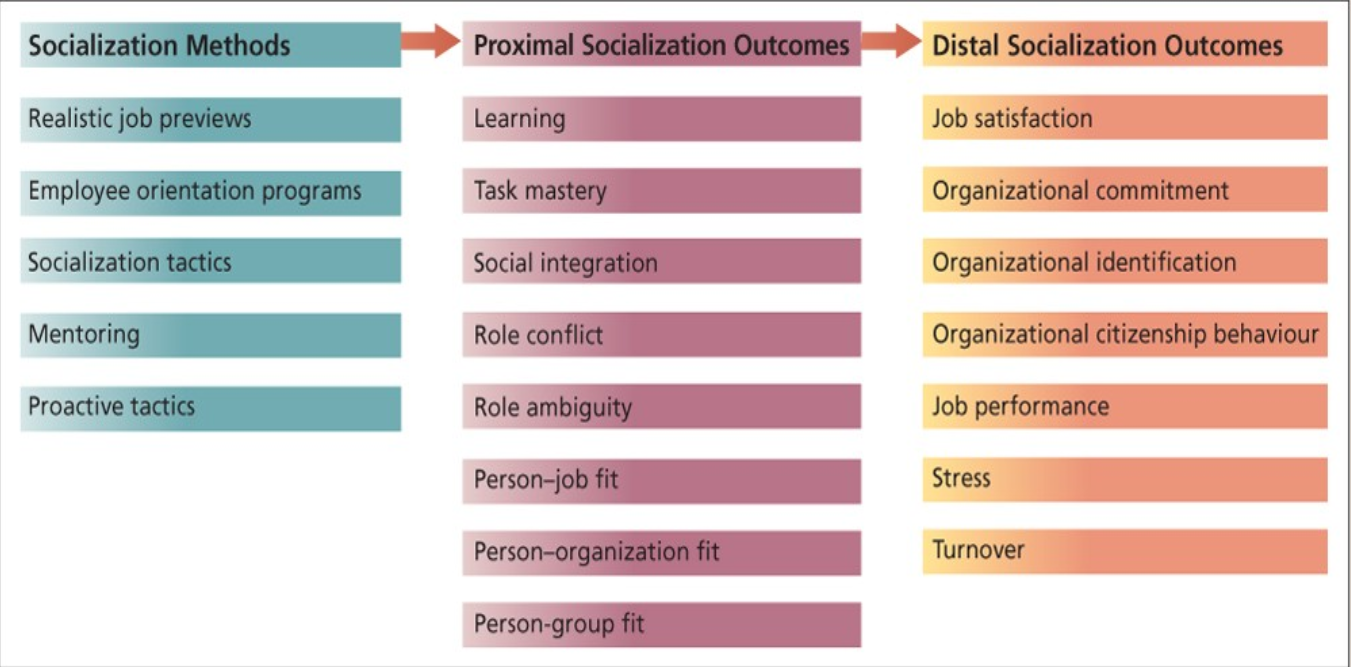 Socialization Methods
Realistic job previews
Employee orientation programs
Socialization tactics
Mentoring
Proactive tactics
Proximal Socialization Outcomes
Learning
Task mastery
Social integration
Role conflict
Role ambiguity
Person–job fit
Person–organization fit
Person-group fit
Distal Socialization Outcomes
Job satisfaction
Organizational commitment
Organizational identification
Organizational citizenship behaviour
Job performance
Stress
Turnover